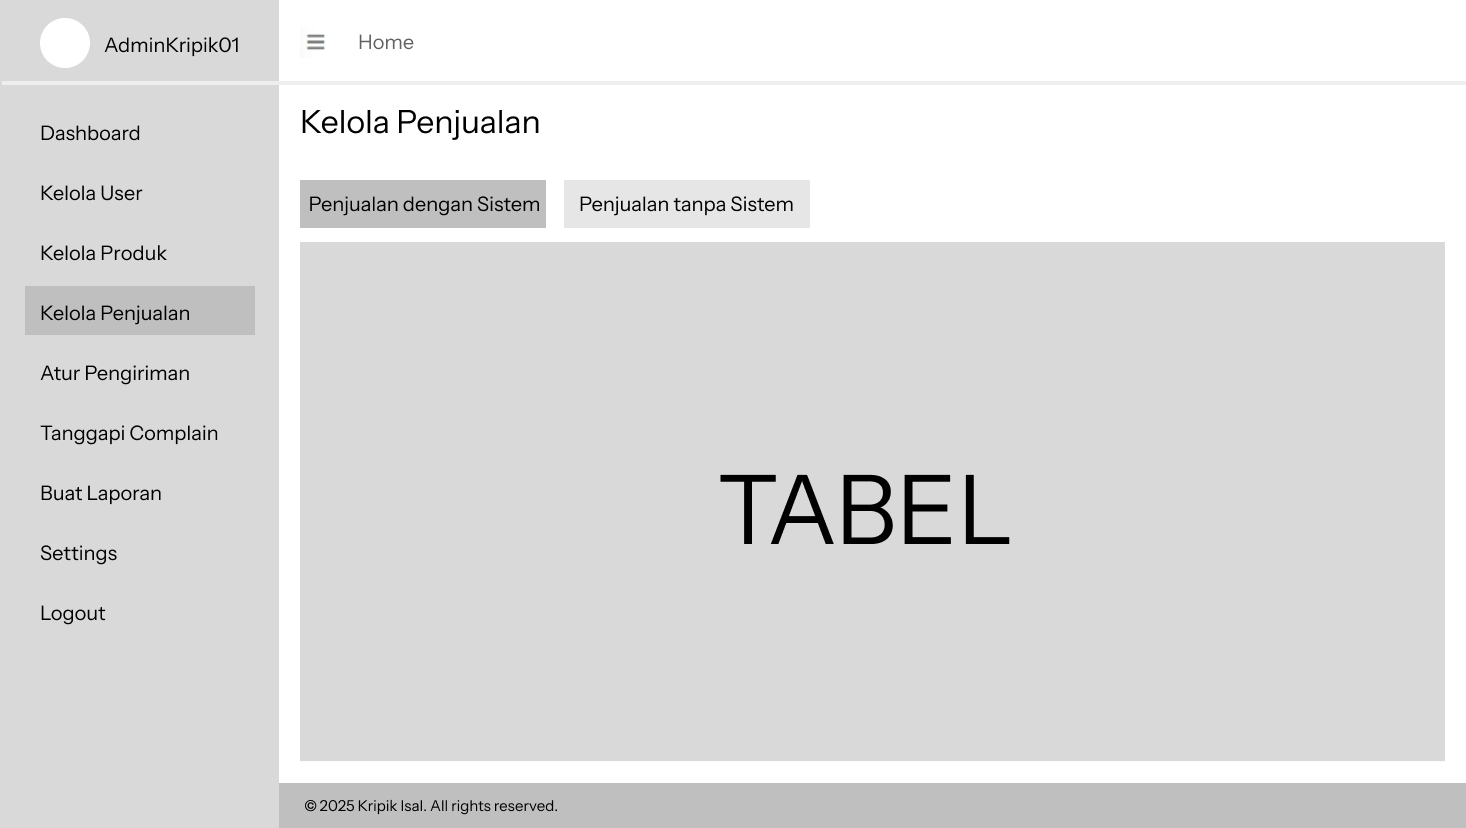 AdminKripik01
Home
Dashboard
Kelola User
Kelola Produk
Kelola Penjualan
Atur Pengiriman
Tanggapi Complain
Buat Laporan
Settings
Logout
Kelola Penjualan
Penjualan dengan Sistem
Penjualan tanpa Sistem
TABEL
© 2025 Kripik Isal. All rights reserved.